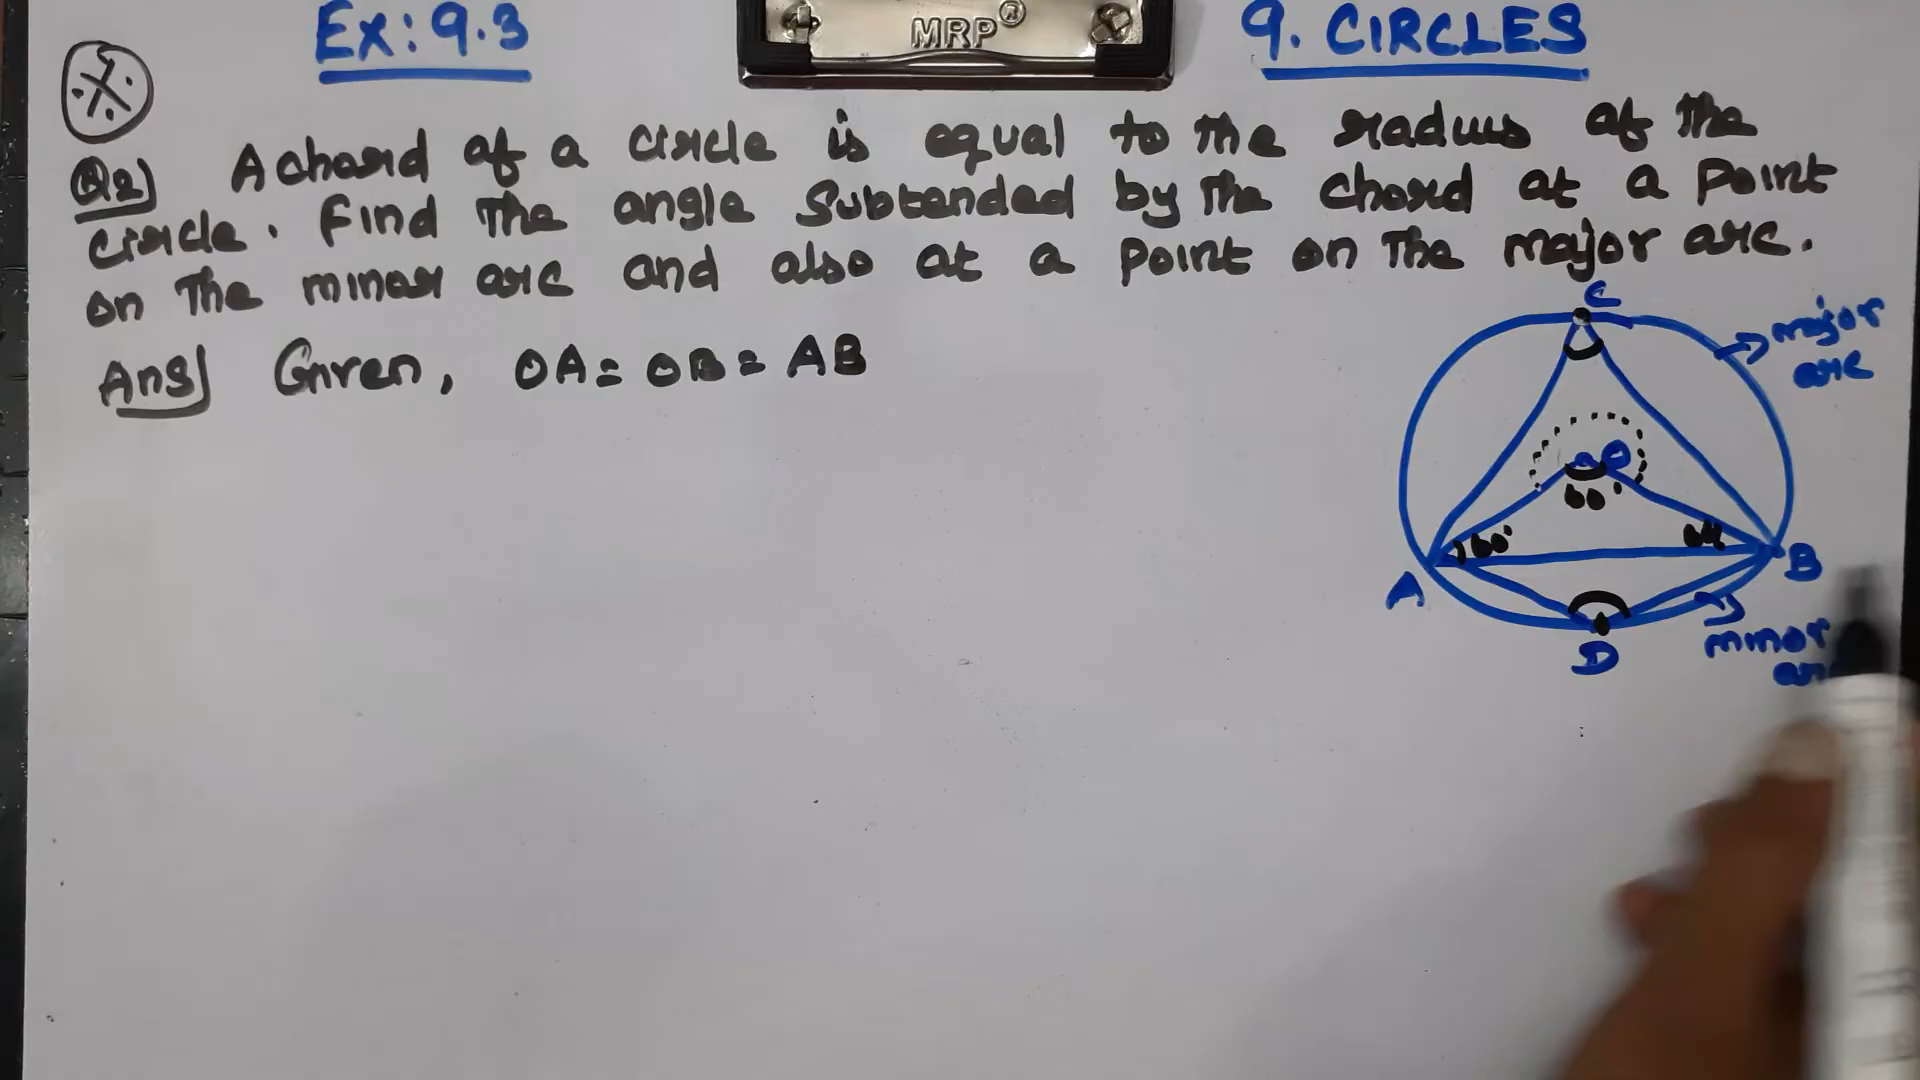 Ex: 9.3
MRP®
9. CIRCLES
Q2) A chord of a circle is equal to the radius of the
circle. Find the angle subtended by the chord at a point
on the minor arc and also at a point on the major arc.
Ans) Given, OA = OB = AB
C
major
arc
O
60°
60°
A
B
D
minor